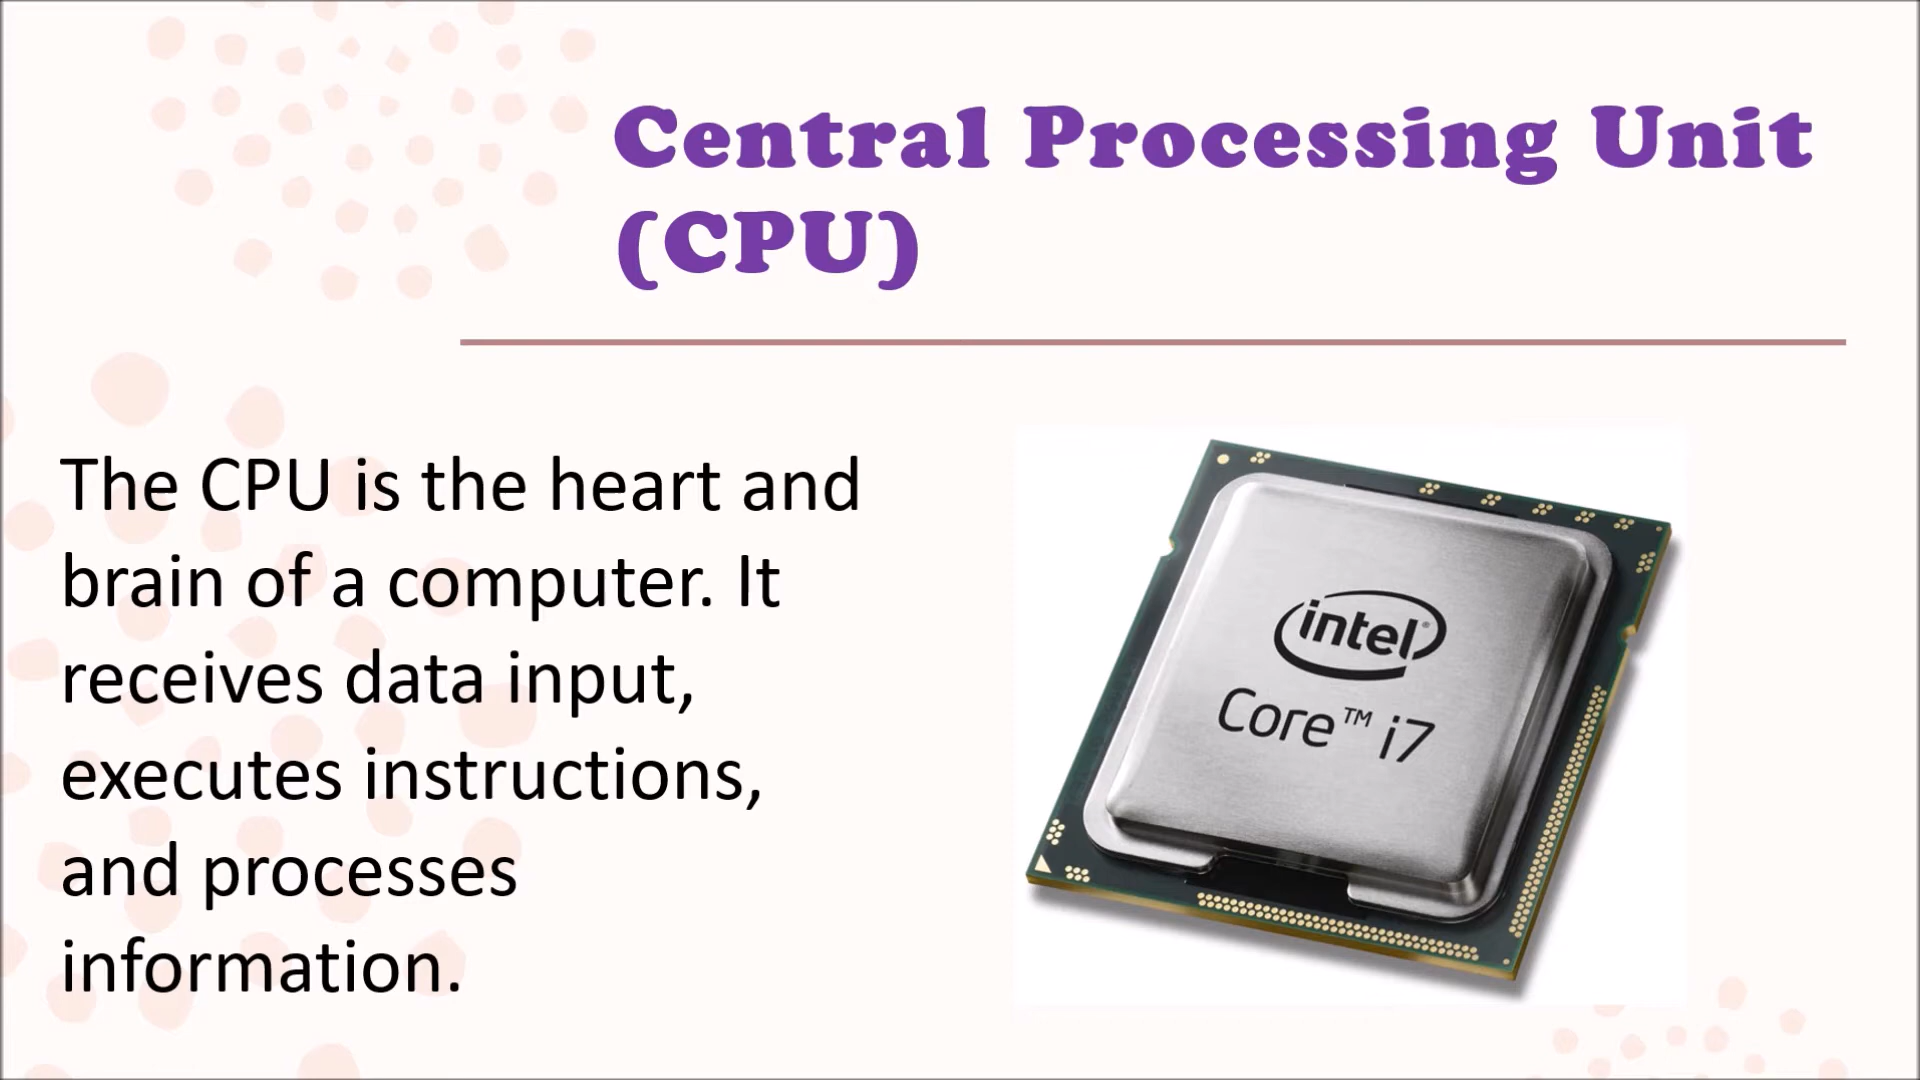 Central Processing Unit
(CPU)
The CPU is the heart and
brain of a computer. It
receives data input,
executes instructions,
and processes
information.
intel®
Core™ i7